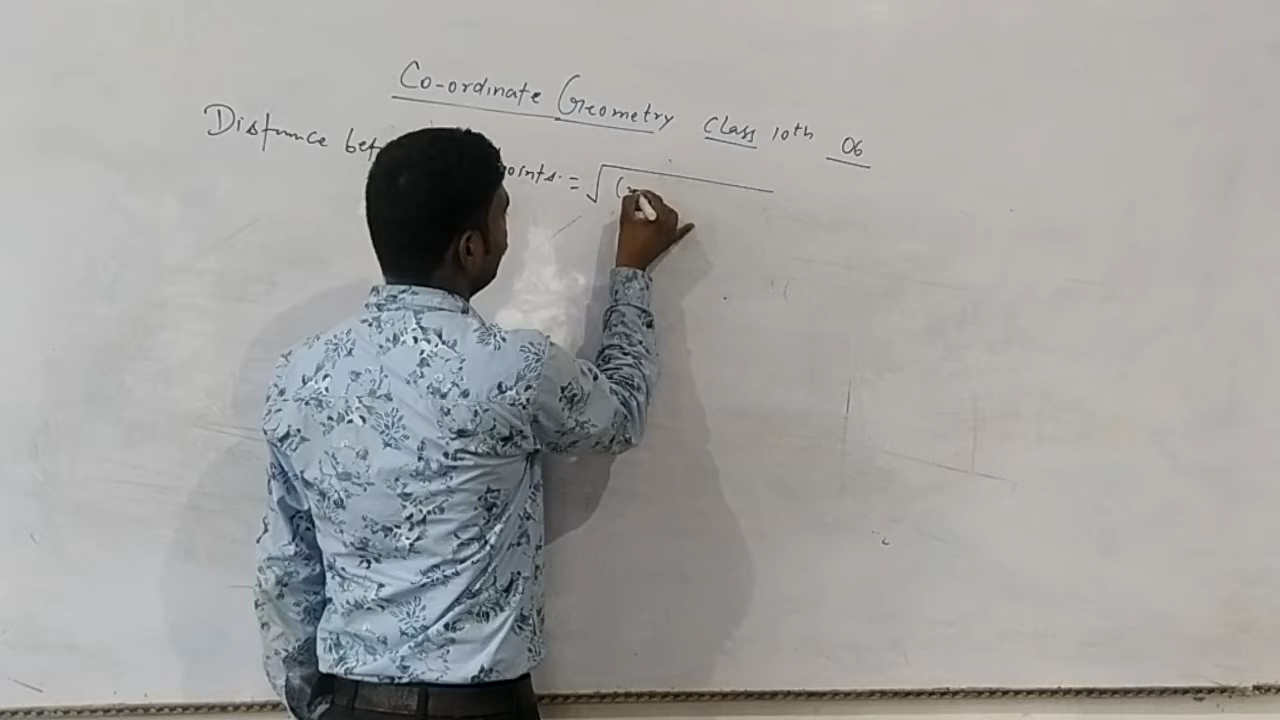 Co-ordinate Geometry Class 10th 06
Distance bet points. = √(x